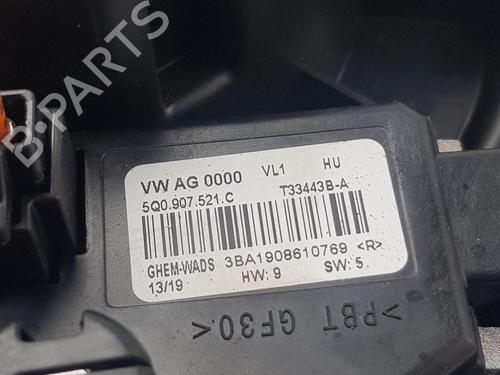 VW AG 0000 VL1 HU
5Q0.907.521.C T33443B-A
GHEM-WADS 3BA1908610769 <R>
13/19 HW: 9 SW: 5
>PBT GF30<
B-PARTS